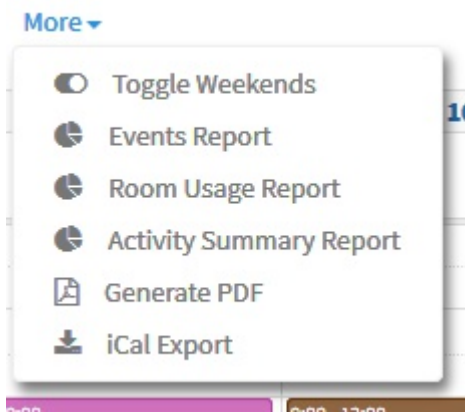 More
Toggle Weekends
Events Report
Room Usage Report
Activity Summary Report
Generate PDF
iCal Export